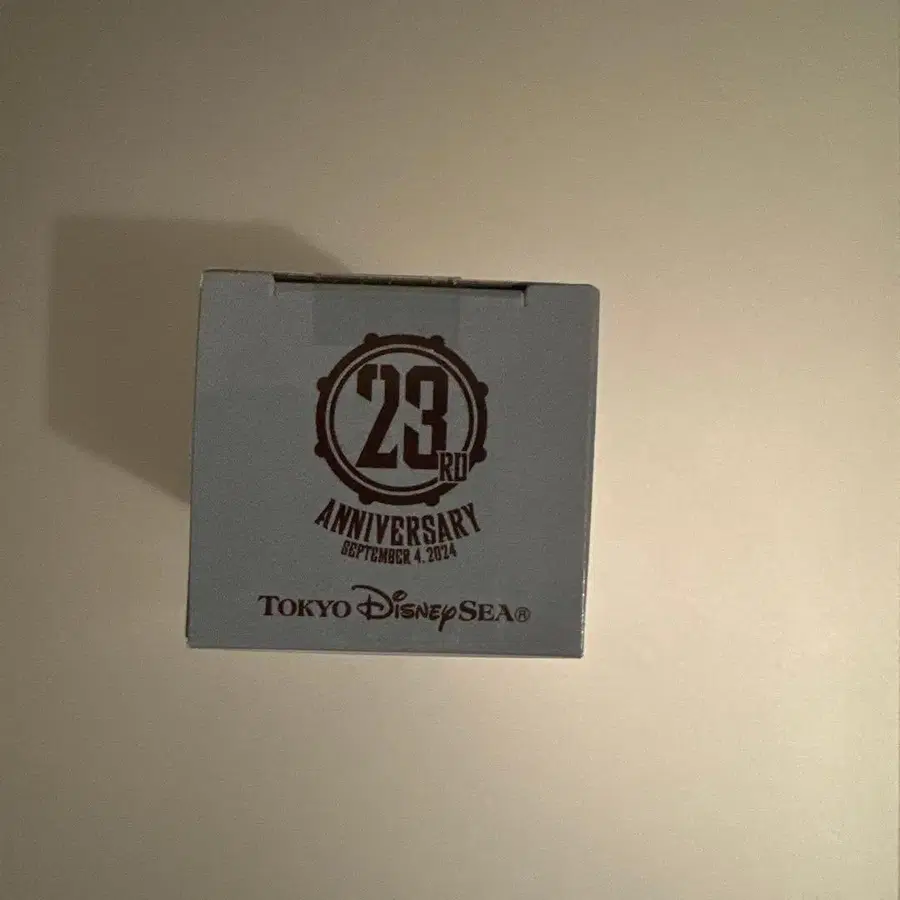 23RD
ANNIVERSARY
SEPTEMBER 4, 2024
TOKYO DISNEYSEA®